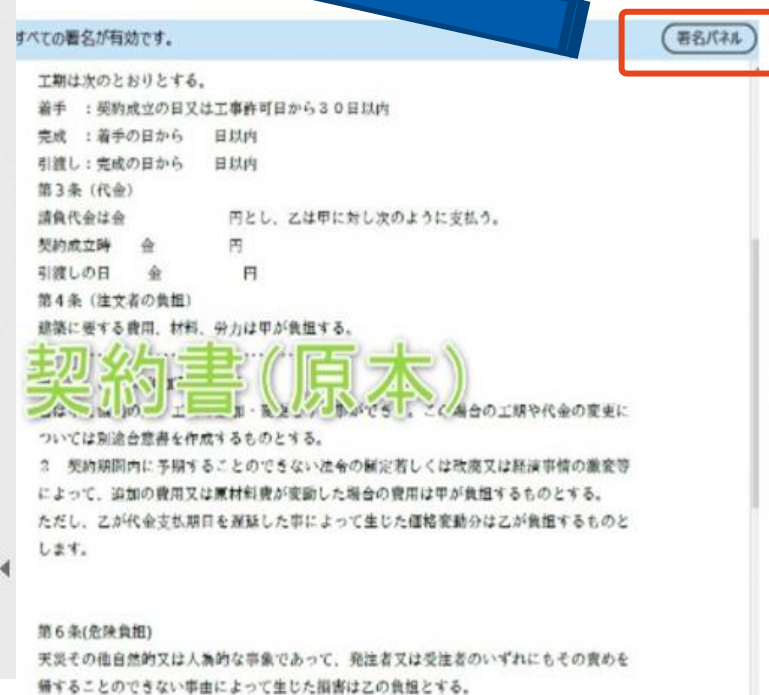 すべての署名が有効です。
署名パネル
工期は次のとおりとする。
着手 ：契約成立の日又は工事許可日から３０日以内
完成 ：着手の日から 日以内
引渡し：完成の日から 日以内
第３条（代金）
請負代金は金 円とし、乙は甲に対し次のように支払う。
契約成立時 金 円
引渡しの日 金 円
第４条（注文者の負担）
建築に要する費用、材料、労力は甲が負担する。
契約書(原本)
この場合の工期や代金の変更に
ついては別途合意書を作成するものとする。
２ 契約期間内に予期することのできない法令の制定若しくは改廃又は経済事情の激変等
によって、追加の費用又は原材料費が変動した場合の費用は甲が負担するものとする。
ただし、乙が代金支払期日を遅延した事によって生じた価格変動分は乙が負担するものと
します。
第６条(危険負担)
天災その他自然的又は人為的な事象であって、発注者又は受注者のいずれにもその責めを
帰することのできない事由によって生じた損害は乙の負担とする。